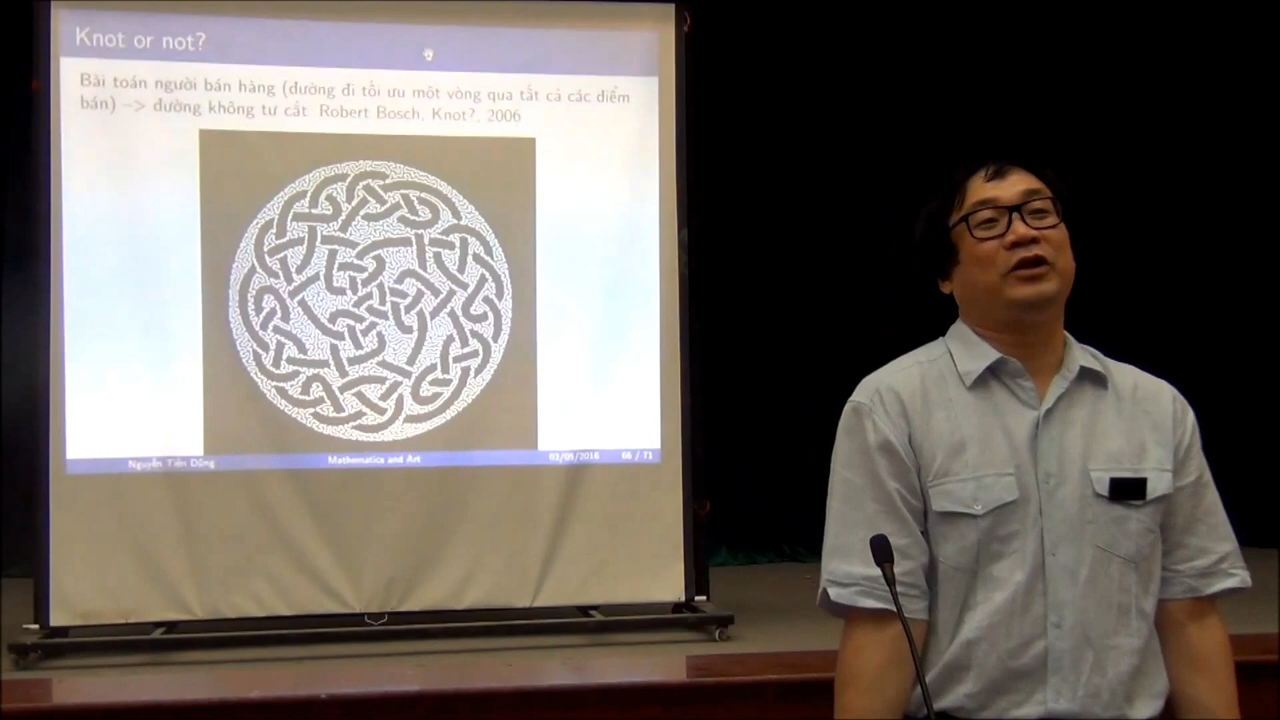 Knot or not?
Bài toán người bán hàng (đường đi tối ưu một vòng qua tất cả các điểm
bán) –> đường không tự cắt. Robert Bosch, Knot?, 2006
Nguyễn Tiến Dũng Mathematics and Art 03/05/2016 66 / 71